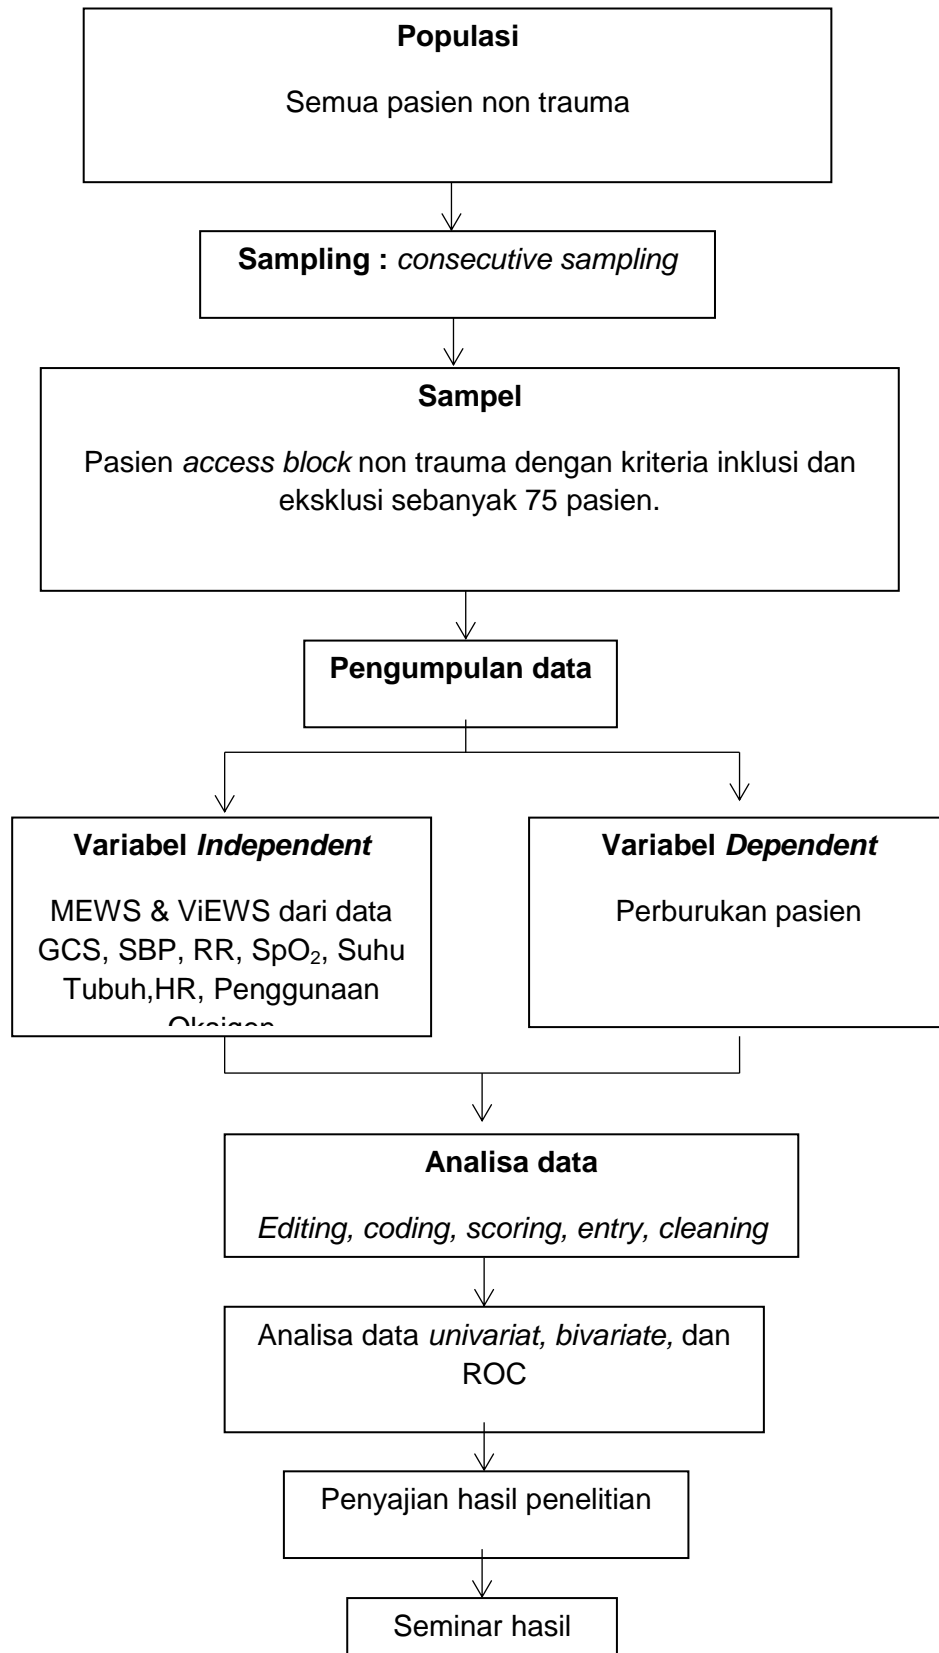 Populasi
Semua pasien non trauma
Sampling : consecutive sampling
Sampel
Pasien access block non trauma dengan kriteria inklusi dan
eksklusi sebanyak 75 pasien.
Pengumpulan data
Variabel Independent
MEWS & ViEWS dari data
GCS, SBP, RR, SpO₂, Suhu
Tubuh,HR, Penggunaan
Variabel Dependent
Perburukan pasien
Analisa data
Editing, coding, scoring, entry, cleaning
Analisa data univariat, bivariate, dan
ROC
Penyajian hasil penelitian
Seminar hasil